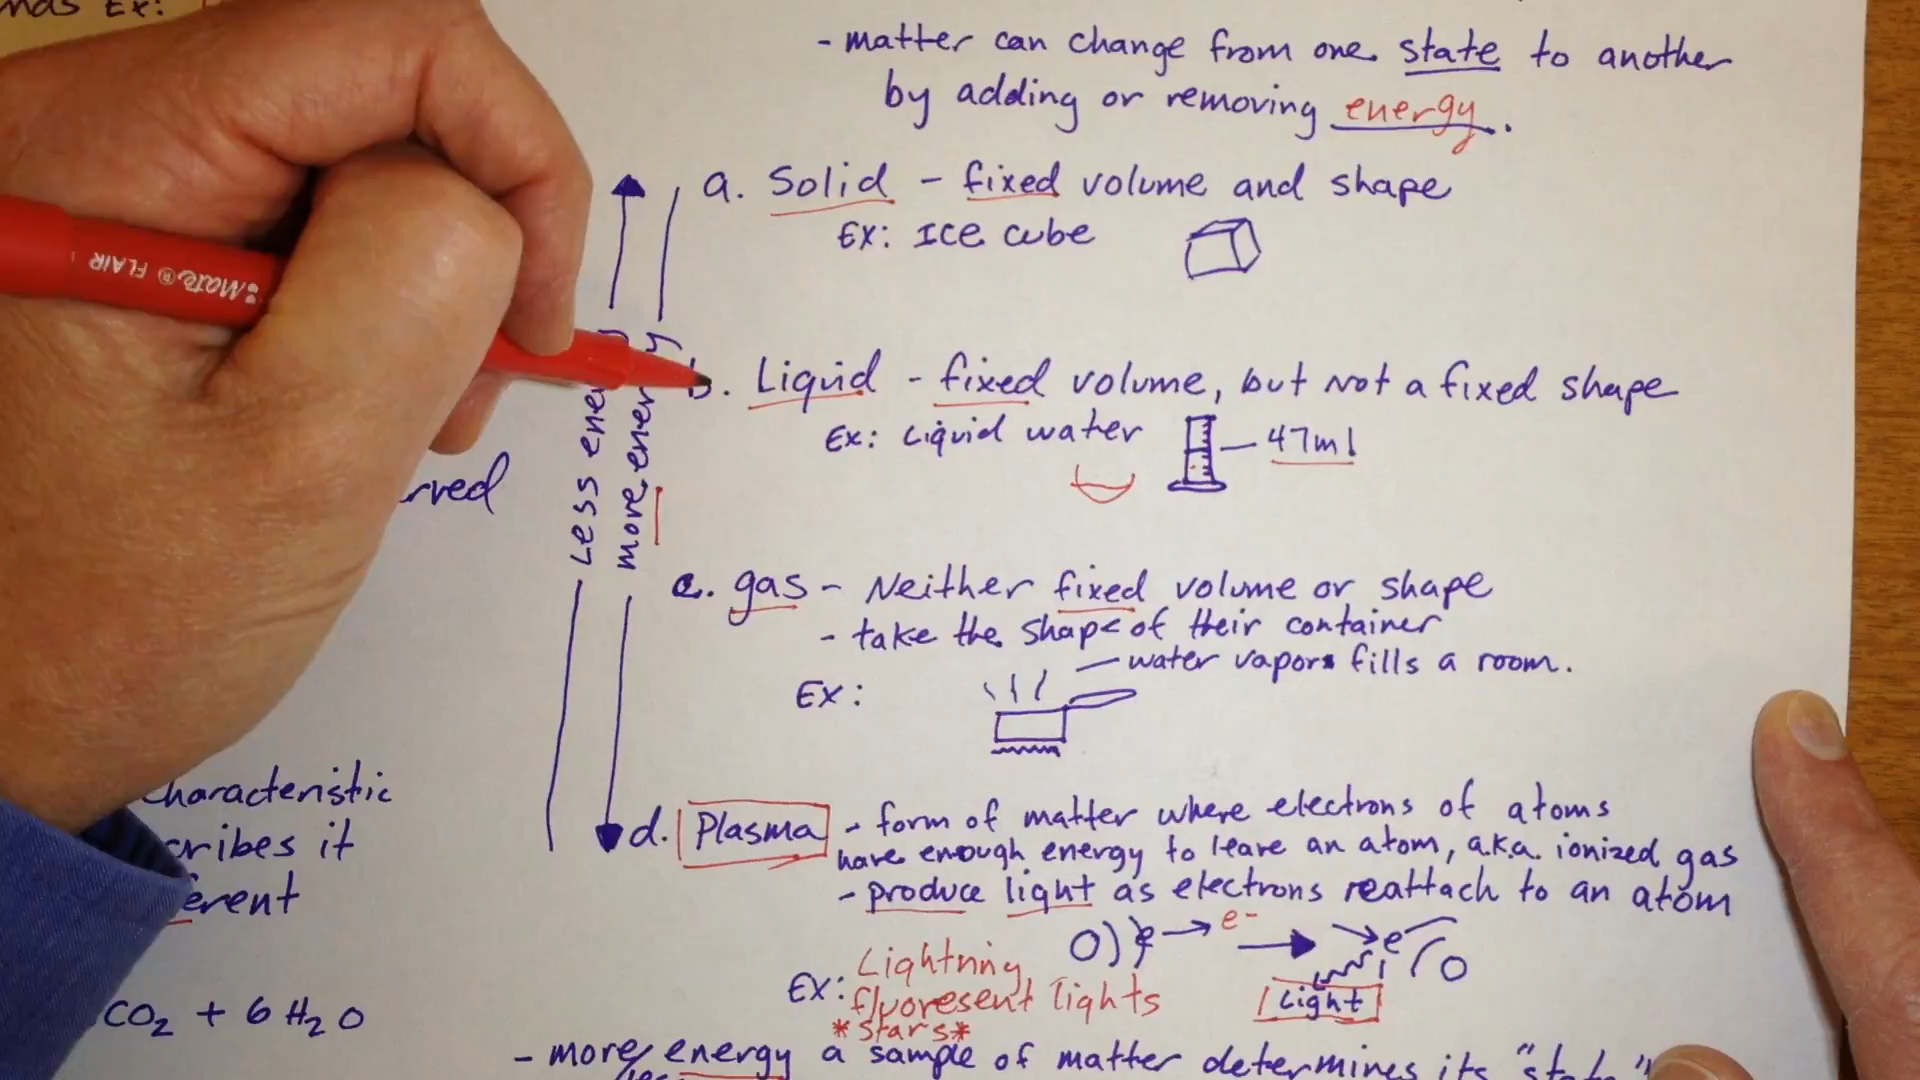 Ex:
- matter can change from one state to another
by adding or removing energy.
a. Solid - fixed volume and shape
Ex: Ice cube
Mate® FLAIR
b. Liquid - fixed volume, but not a fixed shape
Ex: Liquid water
47ml
Less
more energy
c. gas - Neither fixed volume or shape
- take the shape of their container
water vapor fills a room.
Ex:
characteristic
it
d. Plasma - form of matter where electrons of atoms
have enough energy to leave an atom, a.k.a. ionized gas
- produce light as electrons reattach to an atom
e → e-
e
Ex: Lightning
fluoresent lights
*stars*
Light
CO2 + 6 H2O
- more energy a sample of matter determines its